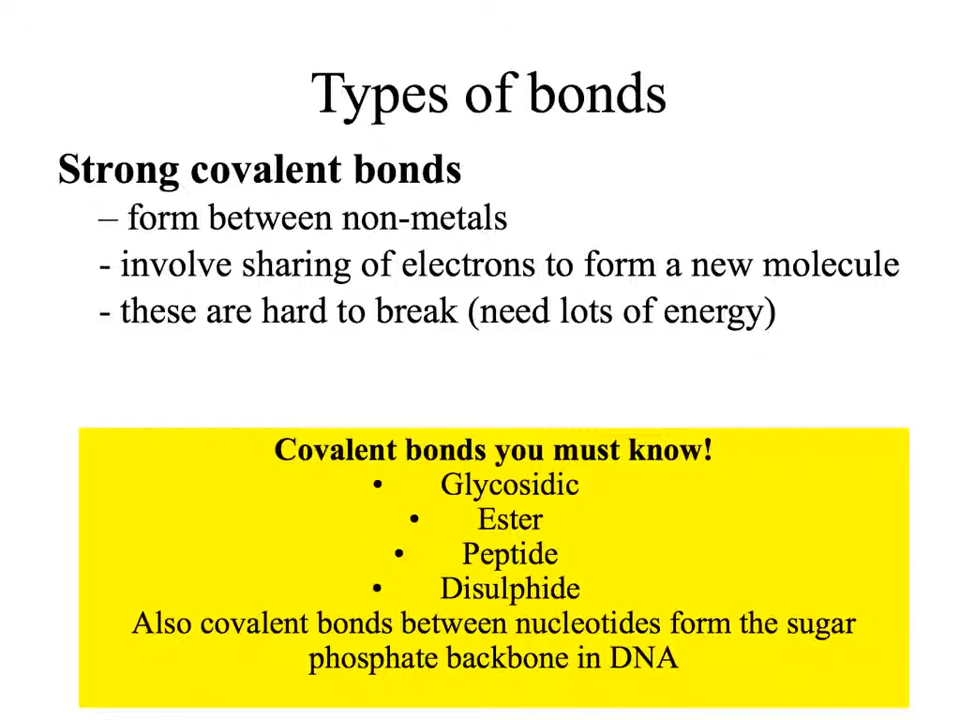 Types of bonds
Strong covalent bonds
– form between non-metals
- involve sharing of electrons to form a new molecule
- these are hard to break (need lots of energy)
Covalent bonds you must know!
• Glycosidic
• Ester
• Peptide
• Disulphide
Also covalent bonds between nucleotides form the sugar
phosphate backbone in DNA